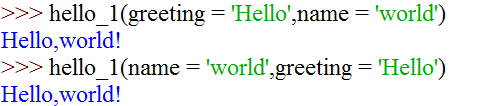 >>> hello_1(greeting = 'Hello',name = 'world')
Hello,world!
>>> hello_1(name = 'world',greeting = 'Hello')
Hello,world!